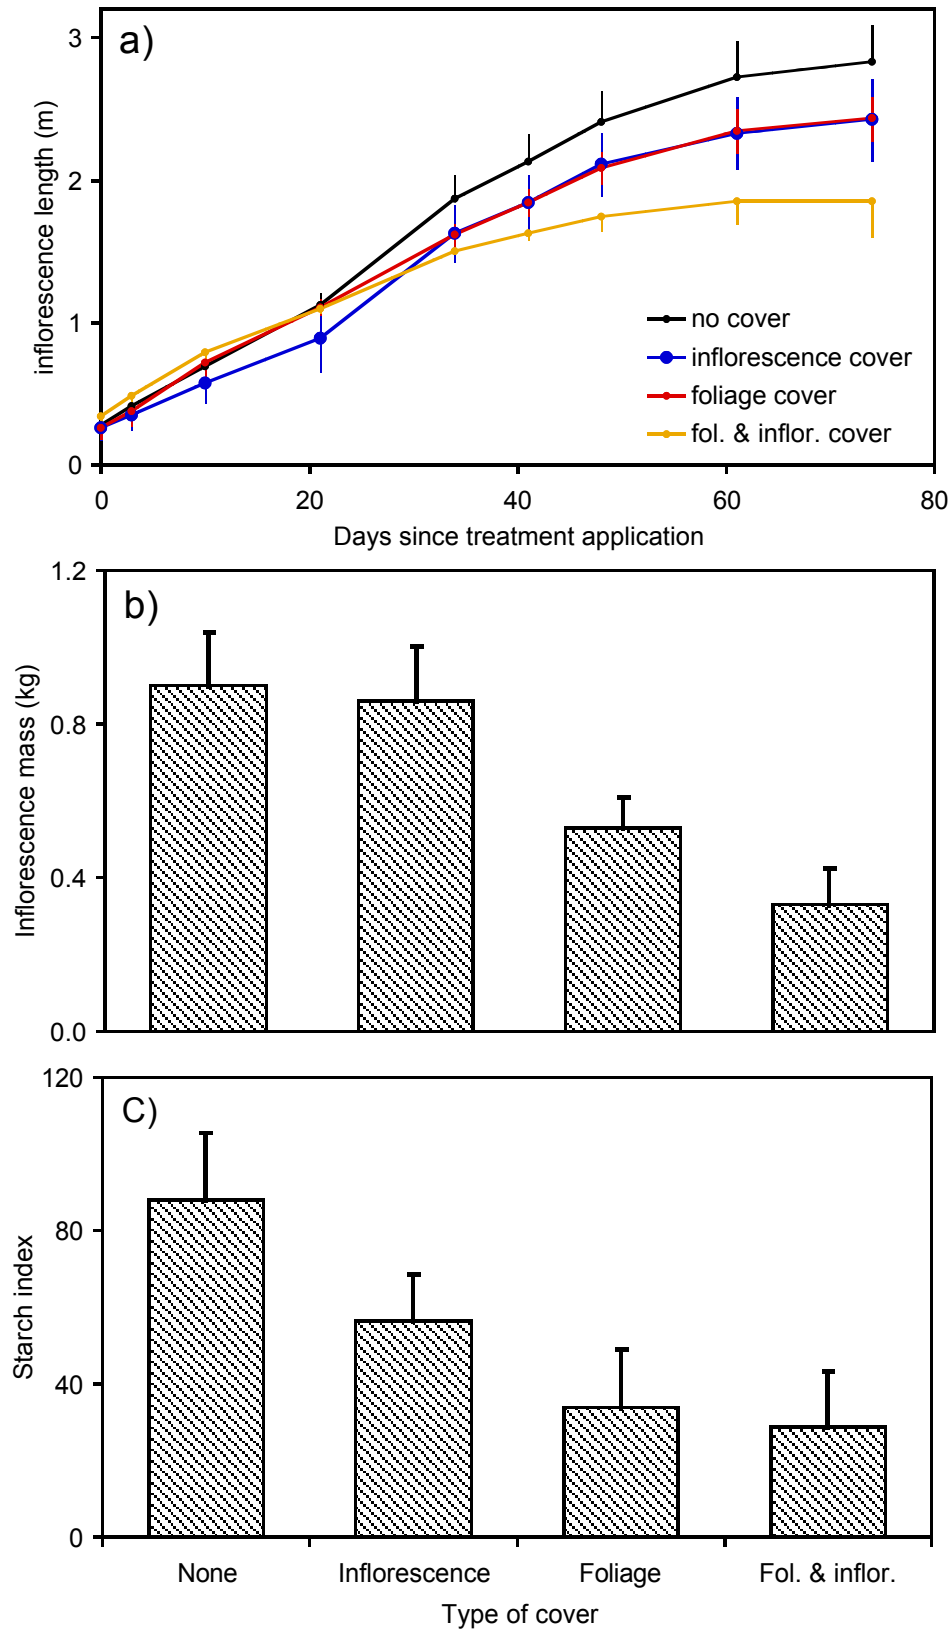 a)
inflorescence length (m)
3
2
1
0
no cover
inflorescence cover
foliage cover
fol. & inflor. cover
0 20 40 60 80
Days since treatment application
b)
Inflorescence mass (kg)
1.2
0.8
0.4
0.0
C)
Starch index
120
80
40
0
None Inflorescence Foliage Fol. & inflor.
Type of cover